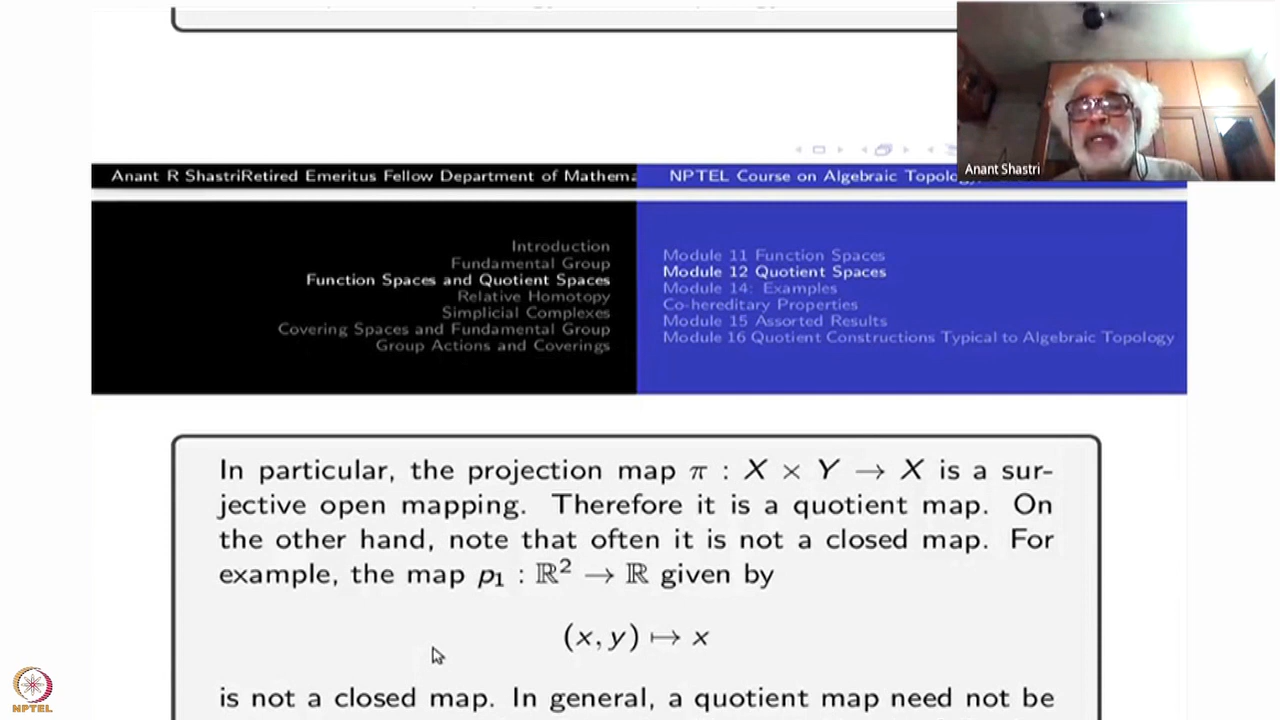 Anant Shastri
Anant R ShastriRetired Emeritus Fellow Department of Mathema
NPTEL Course on Algebraic Topology,
Introduction
Fundamental Group
Function Spaces and Quotient Spaces
Relative Homotopy
Simplicial Complexes
Covering Spaces and Fundamental Group
Group Actions and Coverings
Module 11 Function Spaces
Module 12 Quotient Spaces
Module 14: Examples
Co-hereditary Properties
Module 15 Assorted Results
Module 16 Quotient Constructions Typical to Algebraic Topology
In particular, the projection map π : X × Y → X is a sur-
jective open mapping. Therefore it is a quotient map. On
the other hand, note that often it is not a closed map. For
example, the map p₁ : ℝ² → ℝ given by
(x, y) ↦ x
is not a closed map. In general, a quotient map need not be
NPTEL